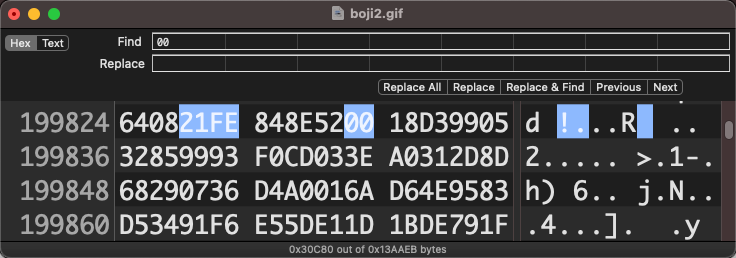 boji2.gif
Hex Text Find 00
Replace
Replace All Replace Replace & Find Previous Next
199824 640821FE 848E5200 18D39905 d !...R ..
199836 32859993 F0CD033E A0312D8D 2..... >.1-.
199848 68290736 D4A0016A D64E9583 h) 6.. j.N..
199860 D53491F6 E55DE11D 1BDE791F .4...]. .y
0x30C80 out of 0x13AAEB bytes